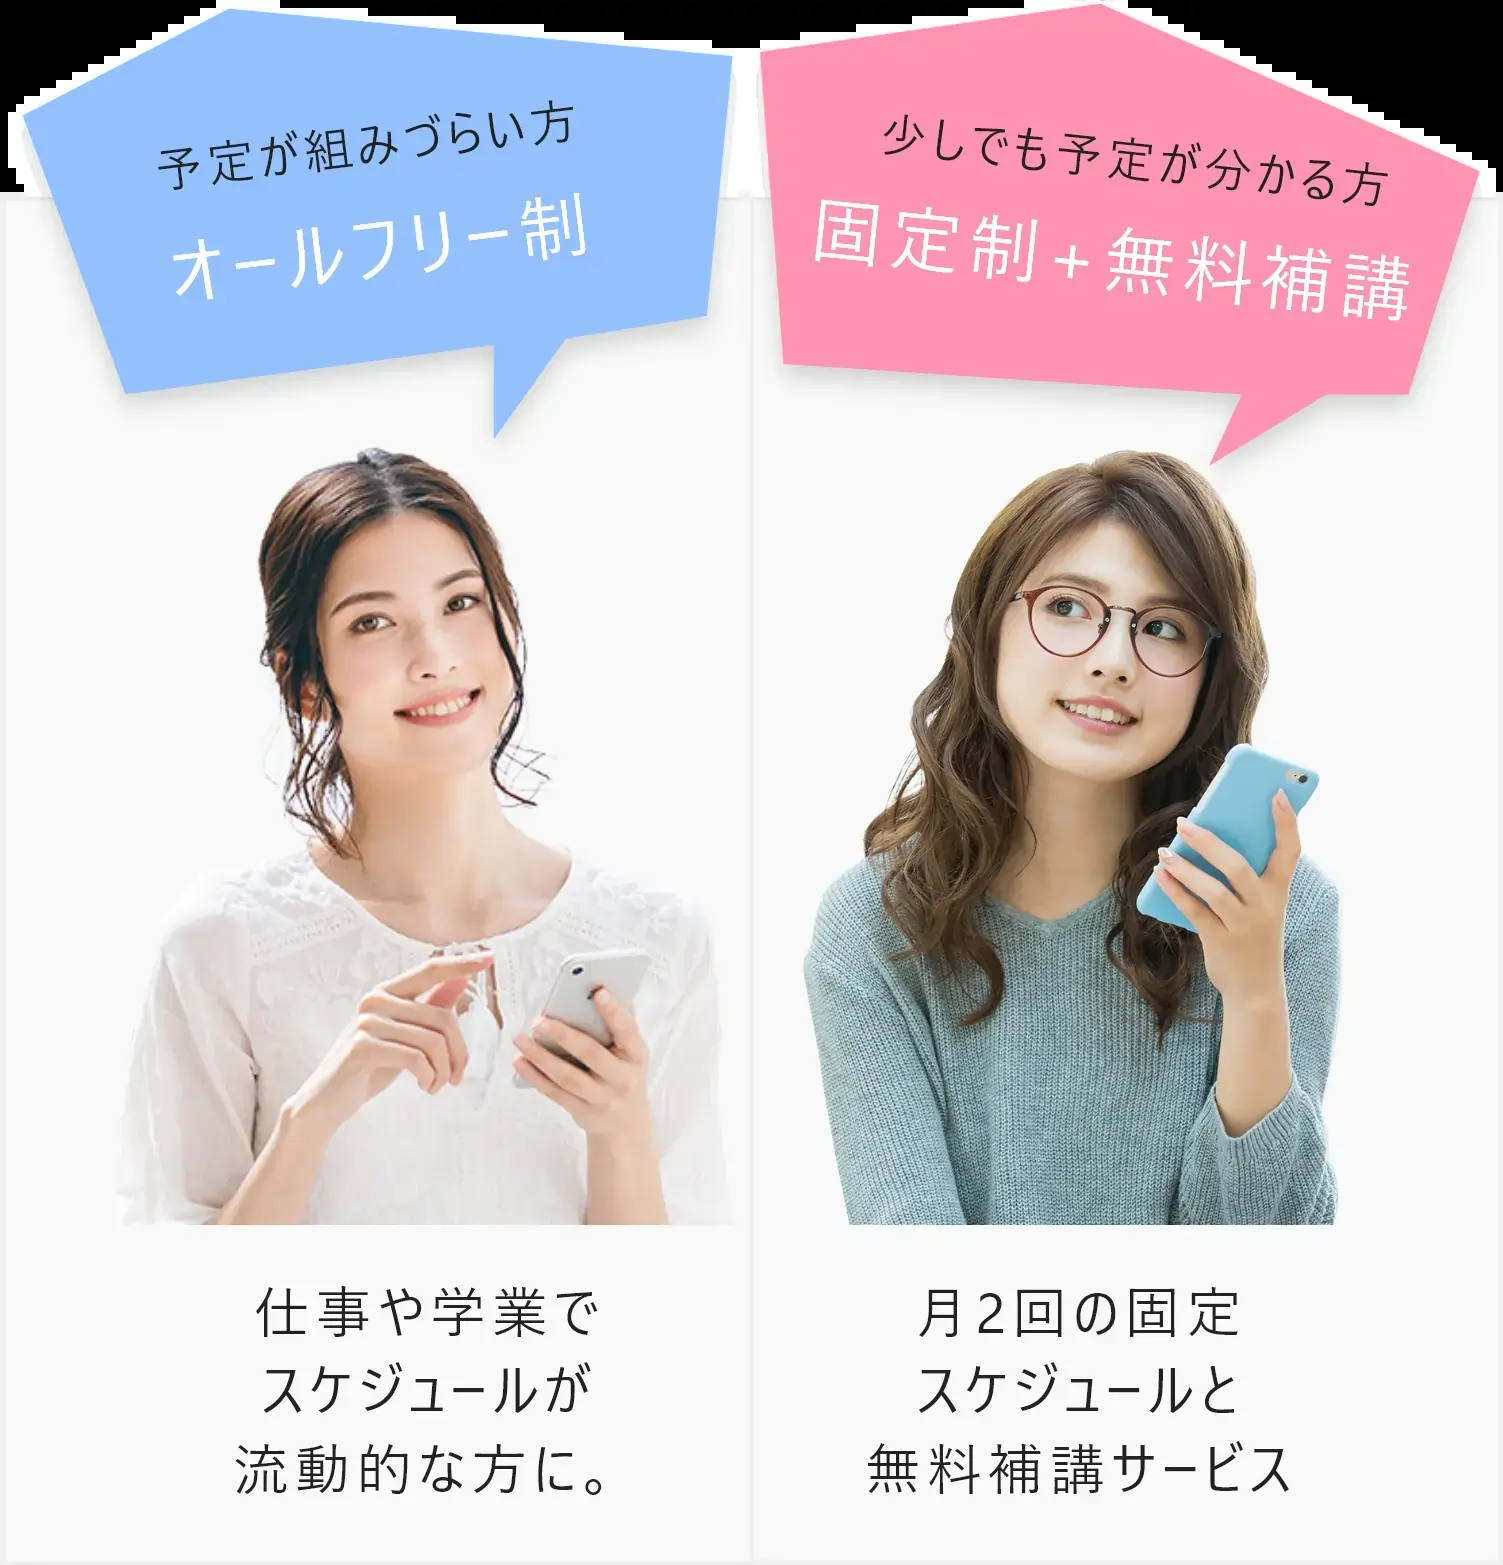 予定が組みづらい方
オールフリー制
少しでも予定が分かる方
固定制+無料補講
仕事や学業で
スケジュールが
流動的な方に。
月2回の固定
スケジュールと
無料補講サービス